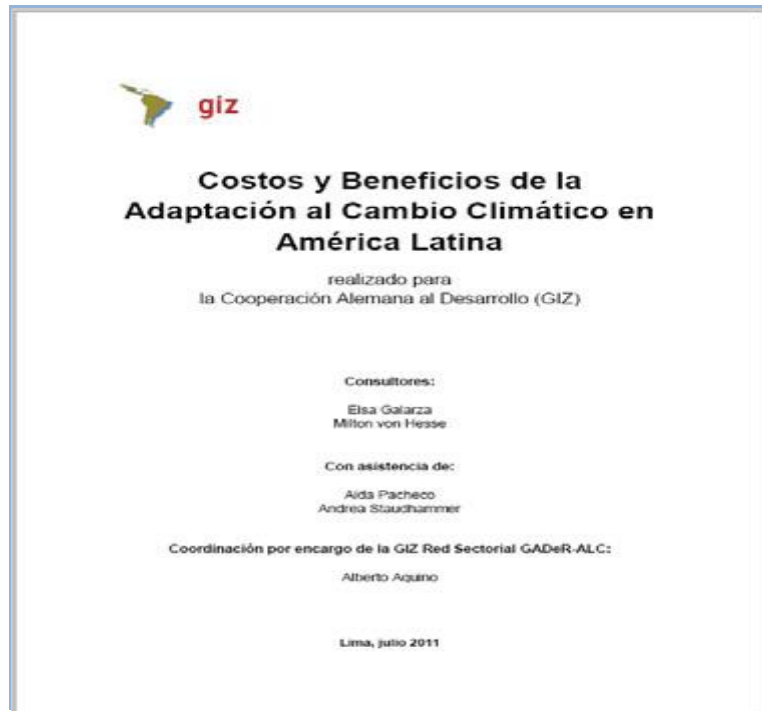 giz
Costos y Beneficios de la
Adaptación al Cambio Climático en
América Latina
realizado para
la Cooperación Alemana al Desarrollo (GIZ)
Consultores:
Elsa Galarza
Milton von Hesse
Con asistencia de:
Aida Pacheco
Andrea Staudhammer
Coordinación por encargo de la GIZ Red Sectorial GADeR-ALC:
Alberto Aquino
Lima, julio 2011